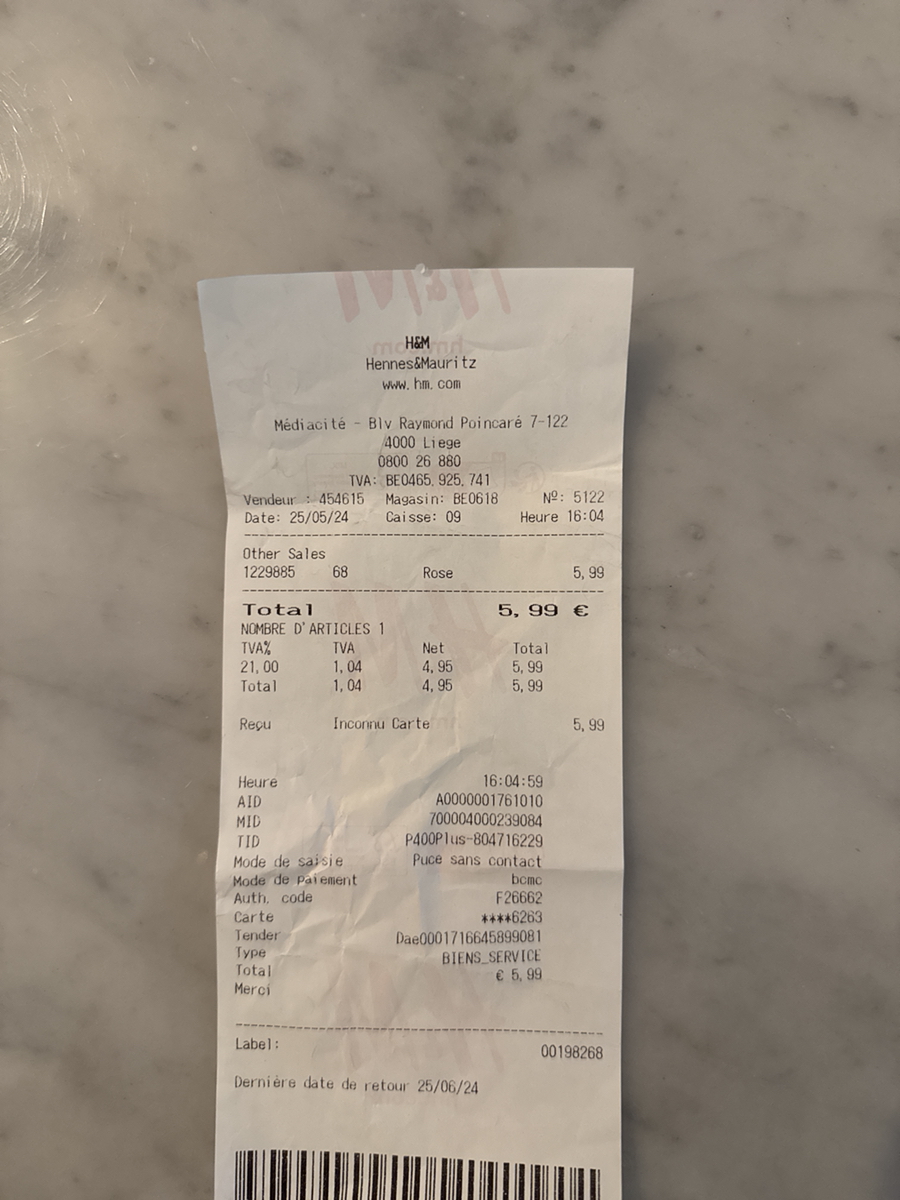 H&M
Hennes&Mauritz
www.hm.com
Médiacité - Blv Raymond Poincaré 7-122
4000 Liege
0800 26 880
TVA: BE0465.925.741
Vendeur : 454615 Magasin: BE0618 Nº: 5122
Date: 25/05/24 Caisse: 09 Heure 16:04
Other Sales
1229885 68 Rose 5,99
Total 5,99 €
NOMBRE D'ARTICLES 1
TVA% TVA Net Total
21,00 1,04 4,95 5,99
Total 1,04 4,95 5,99
Reçu Inconnu Carte 5,99
Heure 16:04:59
AID A0000001761010
MID 700004000239084
TID P400Plus-804716229
Mode de saisie Puce sans contact
Mode de paiement bcmc
Auth. code F26662
Carte ****6263
Tender Dae0001716645899081
Type BIENS_SERVICE
Total € 5,99
Merci
Label: 00198268
Dernière date de retour 25/06/24